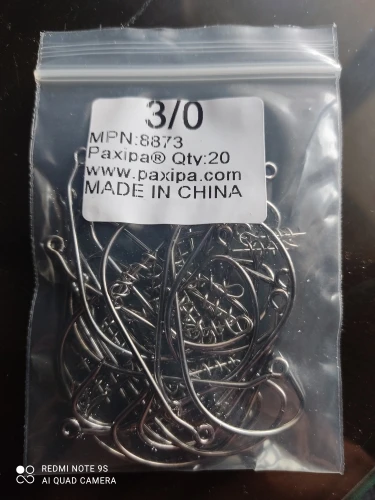 3/0
MPN:8873
Paxipa® Qty:20
www.paxipa.com
MADE IN CHINA
REDMI NOTE 9S
AI QUAD CAMERA